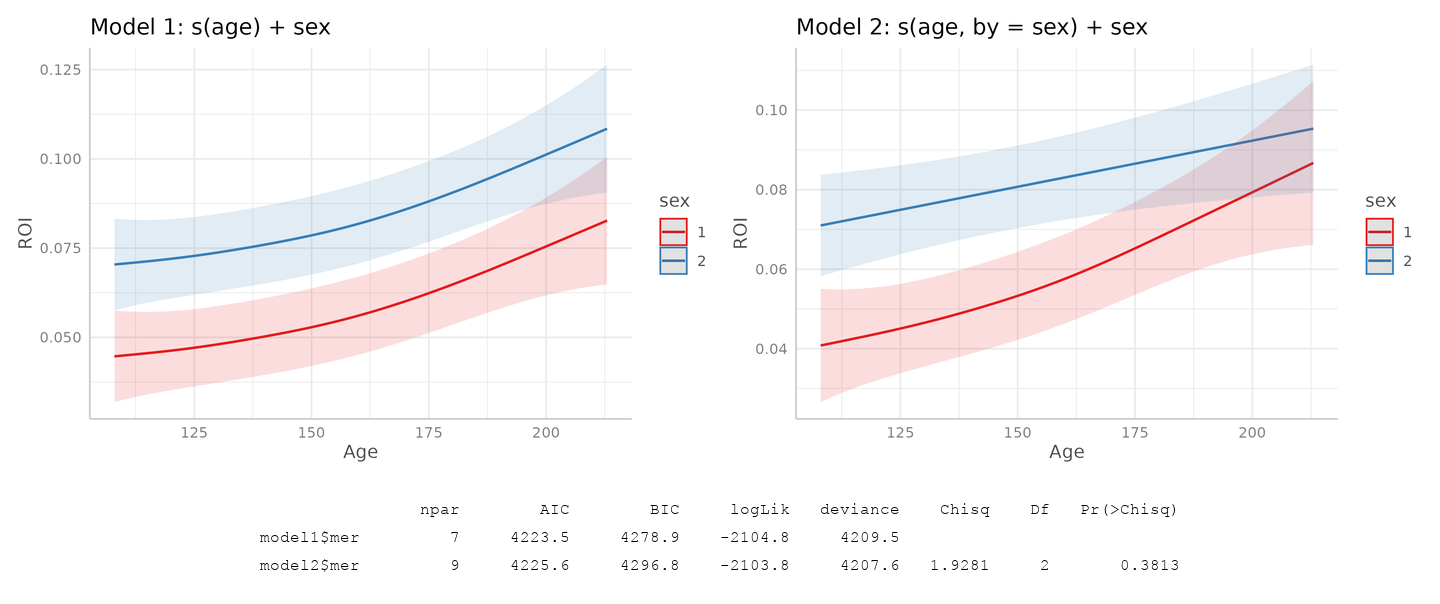 Model 1: s(age) + sex
0.125
0.100
0.075
0.050
ROI
125 150 175 200
Age
sex
1
2
Model 2: s(age, by = sex) + sex
0.10
0.08
0.06
0.04
ROI
125 150 175 200
Age
sex
1
2
npar AIC BIC logLik deviance Chisq Df Pr(>Chisq)
model1$mer 7 4223.5 4278.9 -2104.8 4209.5
model2$mer 9 4225.6 4296.8 -2103.8 4207.6 1.9281 2 0.3813